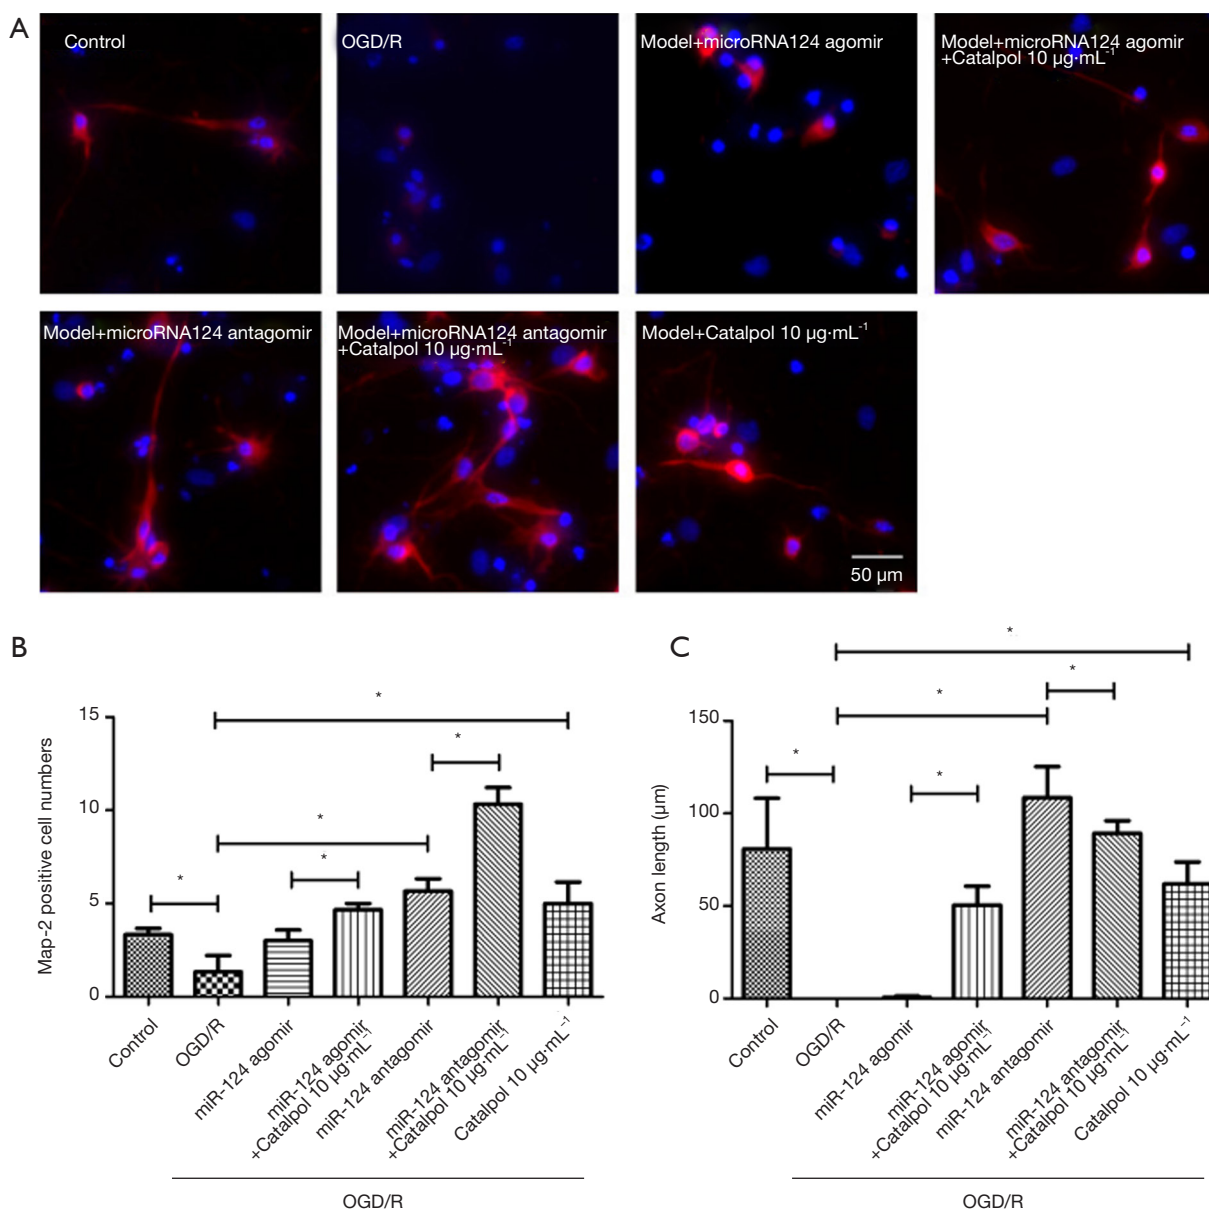 A
Control
OGD/R
Model+microRNA124 agomir
Model+microRNA124 agomir
+Catalpol 10 µg·mL⁻¹
Model+microRNA124 antagomir
Model+microRNA124 antagomir
+Catalpol 10 µg·mL⁻¹
Model+Catalpol 10 µg·mL⁻¹
50 µm
B
Map-2 positive cell numbers
15
10
5
0
*
*
*
*
*
Control
OGD/R
miR-124 agomir
miR-124 agomir
+Catalpol 10 µg·mL⁻¹
miR-124 antagomir
miR-124 antagomir
+Catalpol 10 µg·mL⁻¹
Catalpol 10 µg·mL⁻¹
OGD/R
C
Axon length (µm)
150
100
50
0
*
*
*
*
*
Control
OGD/R
miR-124 agomir
miR-124 agomir
+Catalpol 10 µg·mL⁻¹
miR-124 antagomir
miR-124 antagomir
+Catalpol 10 µg·mL⁻¹
Catalpol 10 µg·mL⁻¹
OGD/R